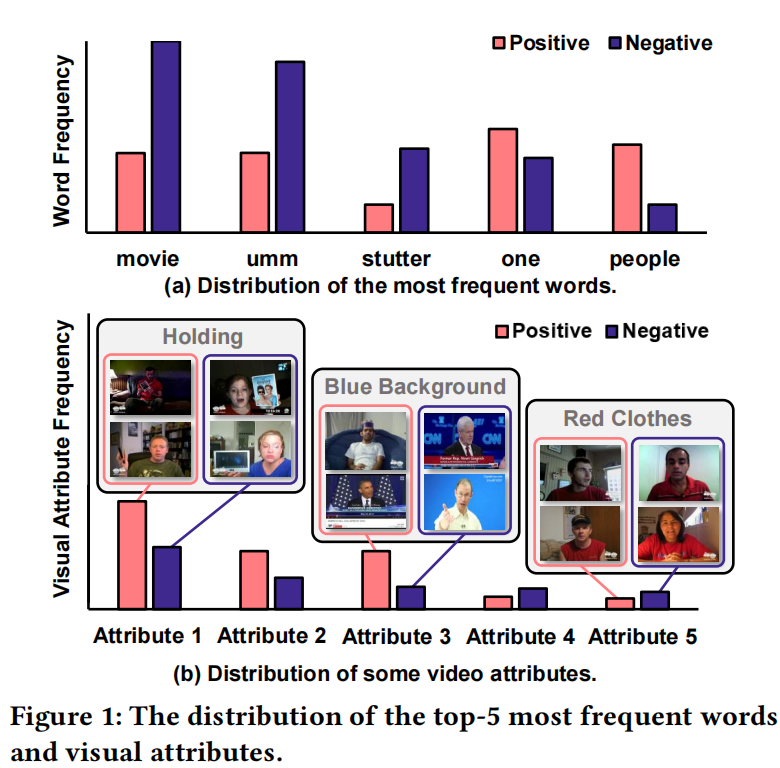 Positive Negative
Word Frequency
movie umm stutter one people
(a) Distribution of the most frequent words.
Positive Negative
Visual Attribute Frequency
Holding
Blue Background
CNN CNN
Red Clothes
Attribute 1 Attribute 2 Attribute 3 Attribute 4 Attribute 5
(b) Distribution of some video attributes.
Figure 1: The distribution of the top-5 most frequent words
and visual attributes.